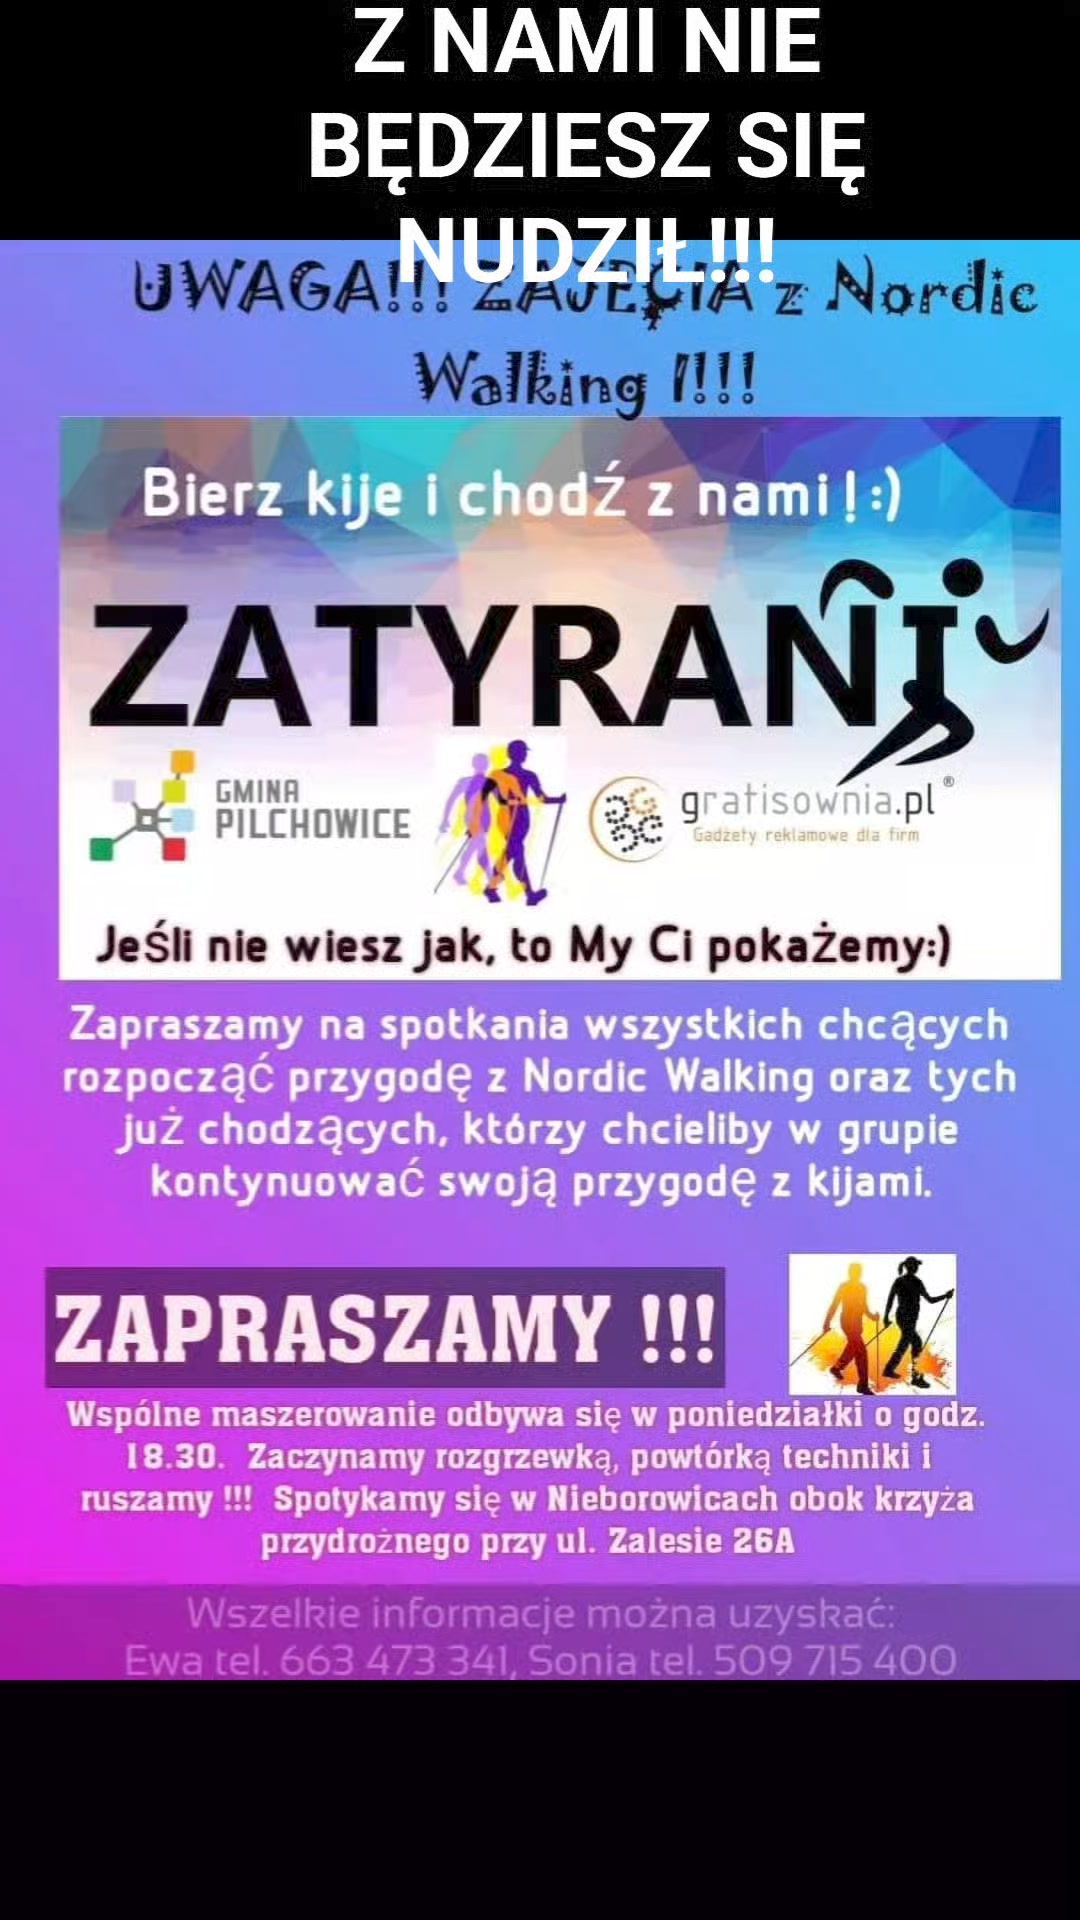 Z NAMI NIE
BĘDZIESZ SIĘ
NUDZIŁ!!!
UWAGA!!! ZAJĘCIA z Nordic
Walking I!!!
Bierz kije i chodź z nami!:)
ZATYRANI
GMINA
PILCHOWICE
gratisownia.pl®
Gadżety reklamowe dla firm
Jeśli nie wiesz jak, to My Ci pokażemy:)
Zapraszamy na spotkania wszystkich chcących
rozpocząć przygodę z Nordic Walking oraz tych
już chodzących, którzy chcieliby w grupie
kontynuować swoją przygodę z kijami.
ZAPRASZAMY !!!
Wspólne maszerowanie odbywa się w poniedziałki o godz.
18.30. Zaczynamy rozgrzewką, powtórką techniki i
ruszamy !!! Spotykamy się w Nieborowicach obok krzyża
przydrożnego przy ul. Zalesie 26A
Wszelkie informacje można uzyskać:
Ewa tel. 663 473 341, Sonia tel. 509 715 400